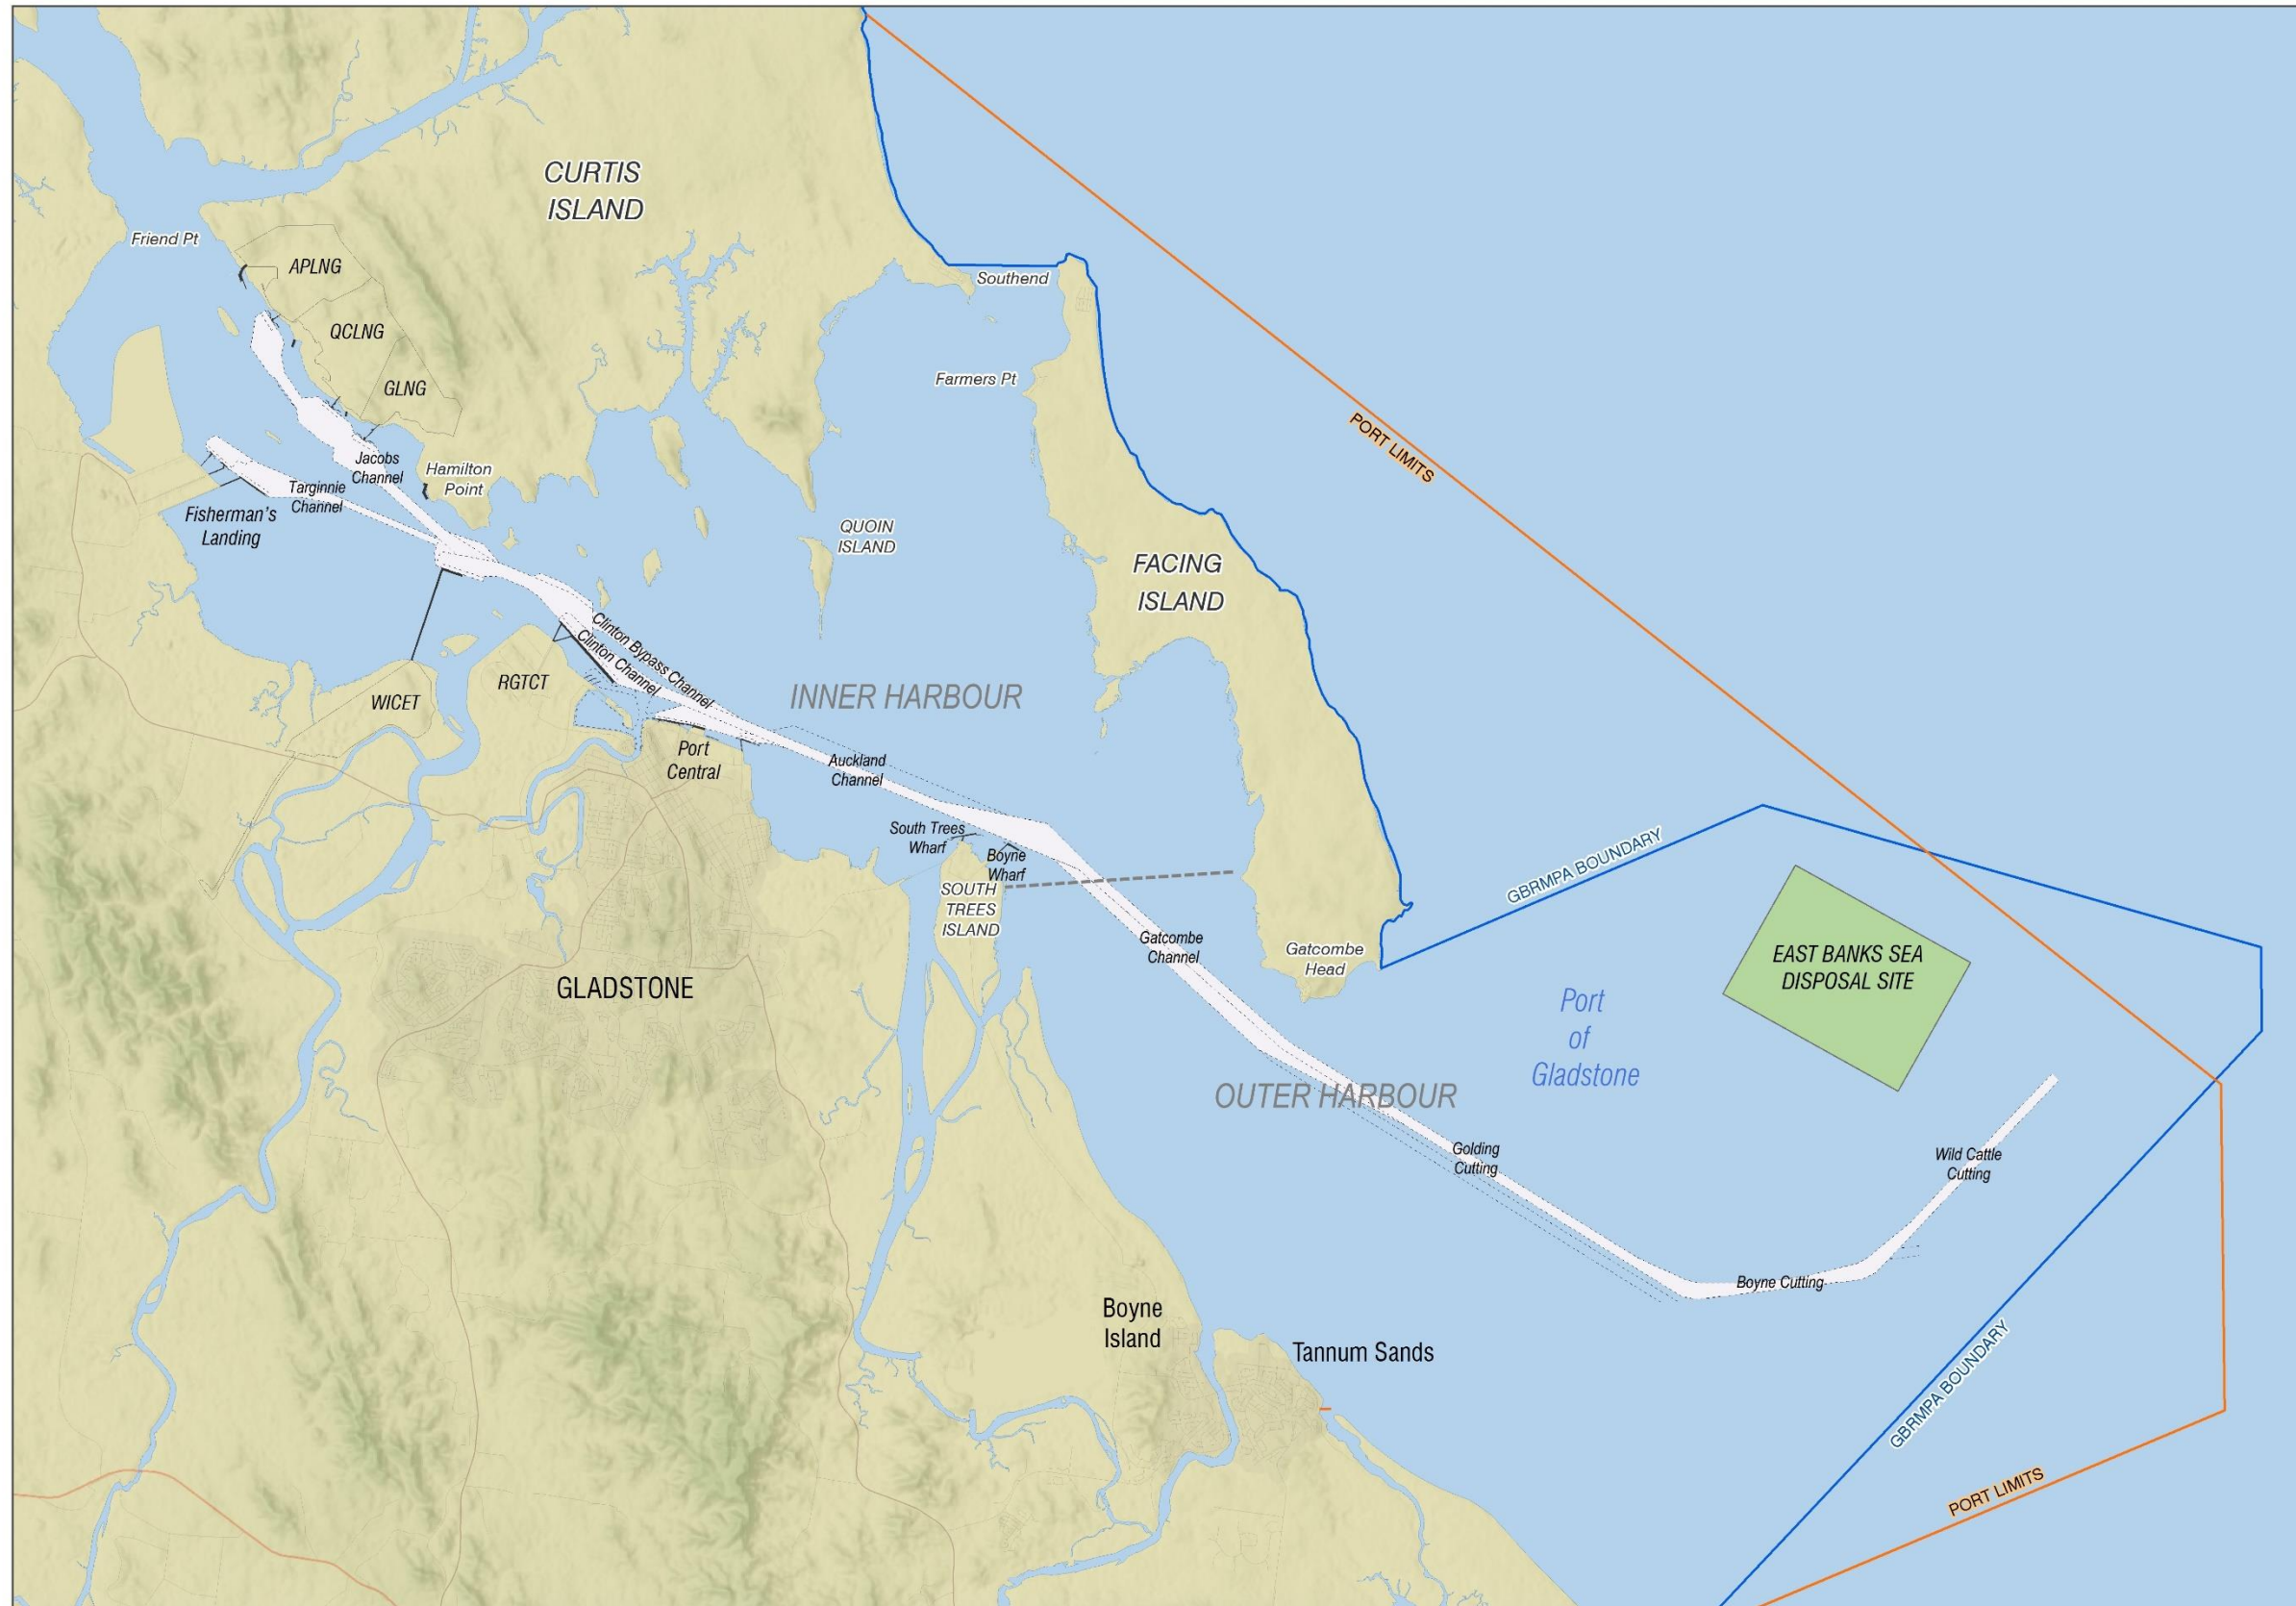 CURTIS
ISLAND
Friend Pt
APLNG
Southend
QCLNG
Farmers Pt
GLNG
PORT LIMITS
Jacobs
Channel
Hamilton
Point
Targinnie
Channel
Fisherman's
Landing
QUOIN
ISLAND
FACING
ISLAND
Clinton Bypass Channel
Clinton Channel
RGTCT
WICET
INNER HARBOUR
Port
Central
Auckland
Channel
South Trees
Wharf
Boyne
Wharf
SOUTH
TREES
ISLAND
GBRMPA BOUNDARY
Gatcombe
Channel
Gatcombe
Head
EAST BANKS SEA
DISPOSAL SITE
GLADSTONE
Port
of
Gladstone
OUTER HARBOUR
Golding
Cutting
Wild Cattle
Cutting
Boyne Cutting
Boyne
Island
Tannum Sands
GBRMPA BOUNDARY
PORT LIMITS